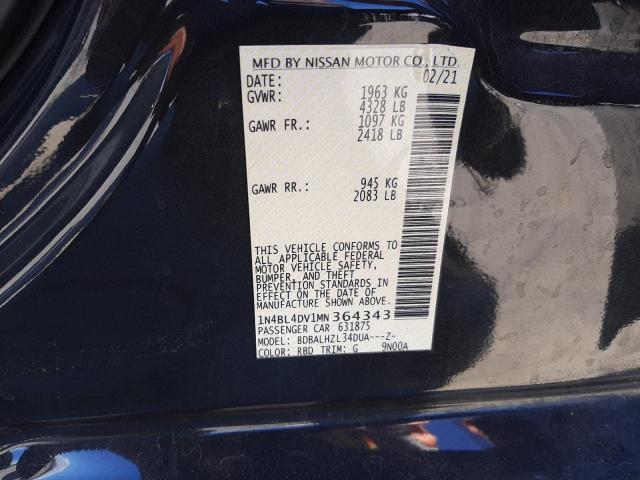 MFD BY NISSAN MOTOR CO., LTD.
DATE: 02/21
GVWR: 1963 KG
4328 LB
GAWR FR.: 1097 KG
2418 LB
GAWR RR.: 945 KG
2083 LB
THIS VEHICLE CONFORMS TO
ALL APPLICABLE FEDERAL
MOTOR VEHICLE SAFETY,
BUMPER, AND THEFT
PREVENTION STANDARDS IN
EFFECT ON THE DATE OF
MANUFACTURE SHOWN ABOVE.
1N4BL4DV1MN364343
PASSENGER CAR 631875
MODEL: BDBALHZL34DUA---Z-
COLOR: RBD TRIM: G 9N00A